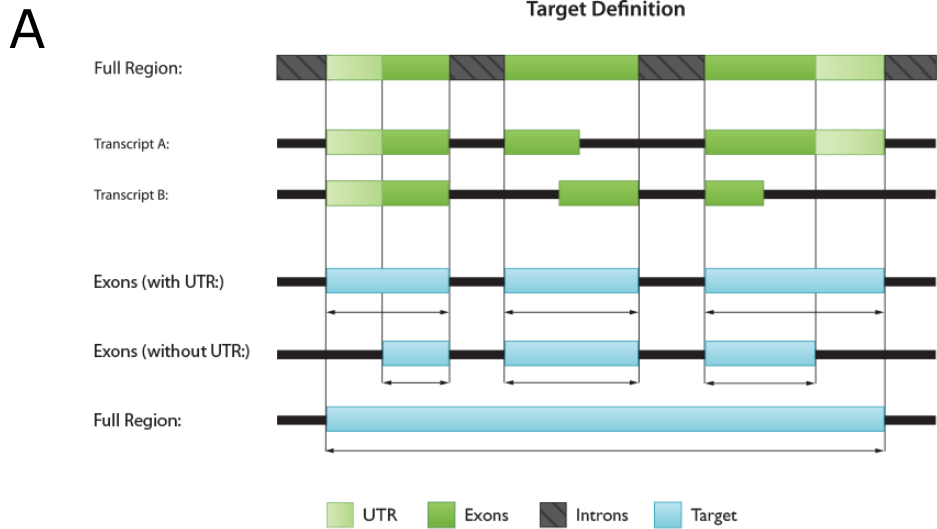 A
Target Definition
Full Region:
Transcript A:
Transcript B:
Exons (with UTR:)
Exons (without UTR:)
Full Region:
UTR Exons Introns Target